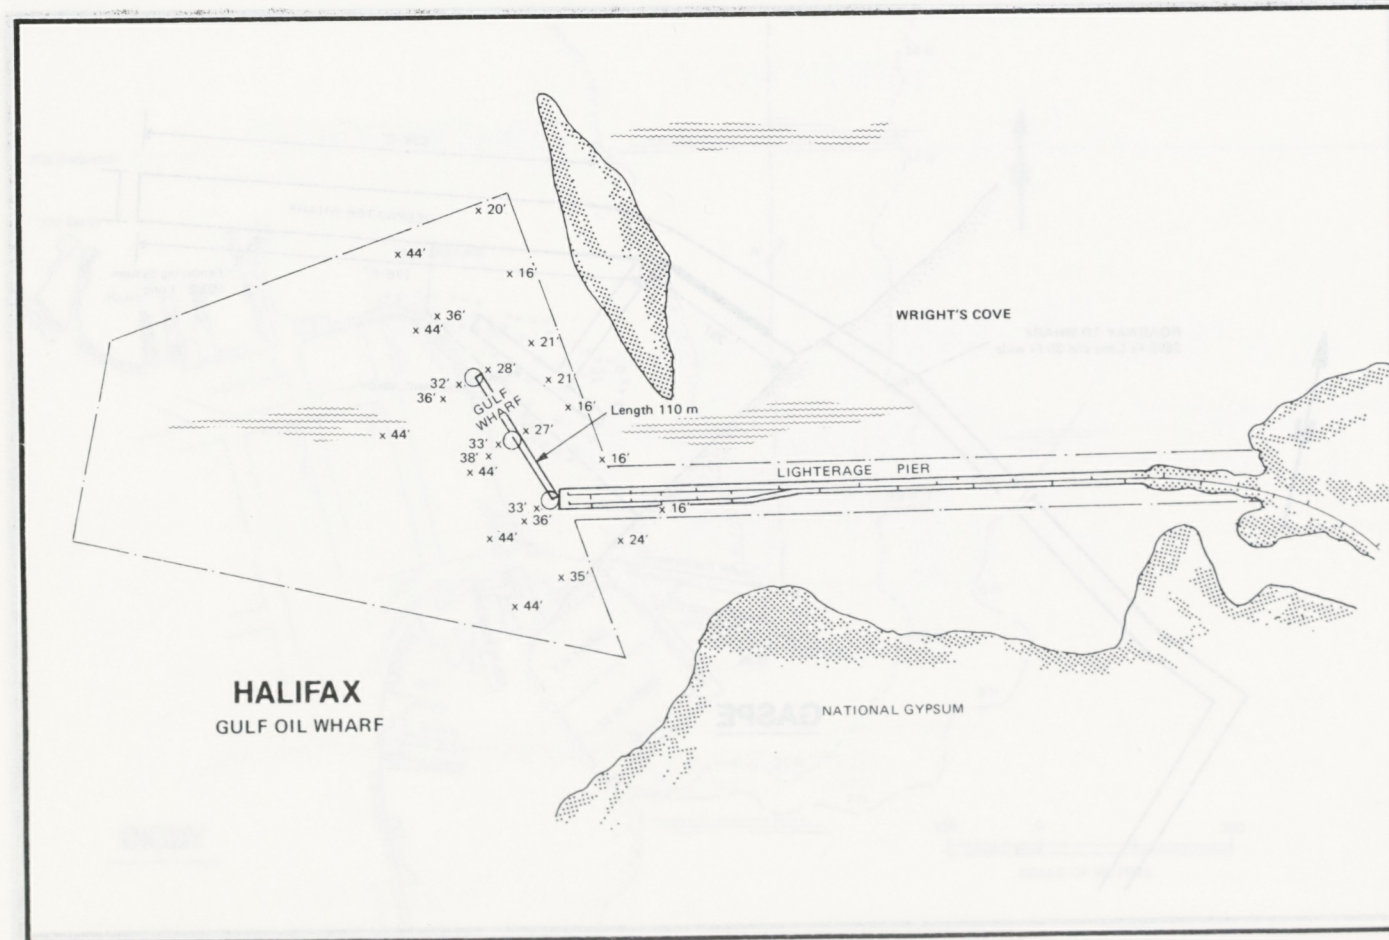 x 20'
x 44'
x 16'
WRIGHT'S COVE
x 36'
x 44'
x 21'
x 28'
32' x
x 21'
36' x
GULF
WHARF
x 16'
Length 110 m
x 27'
x 44'
33' x
38' x
x 16'
x 44'
LIGHTERAGE PIER
33' x
x 16'
x 36'
x 44'
x 24'
x 35'
x 44'
HALIFAX
GULF OIL WHARF
NATIONAL GYPSUM